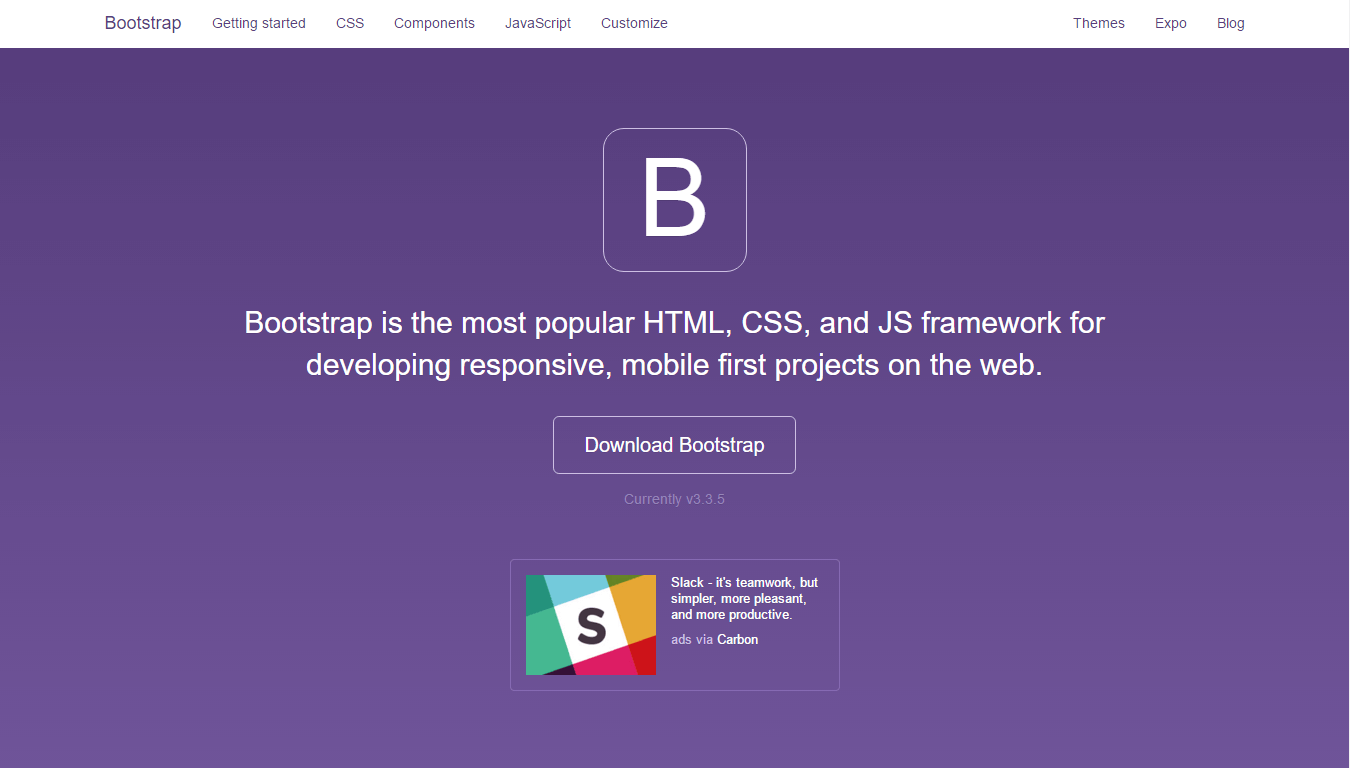 Bootstrap Getting started CSS Components JavaScript Customize Themes Expo Blog
B
Bootstrap is the most popular HTML, CSS, and JS framework for
developing responsive, mobile first projects on the web.
Download Bootstrap
Currently v3.3.5
S
Slack - it's teamwork, but
simpler, more pleasant,
and more productive.
ads via Carbon